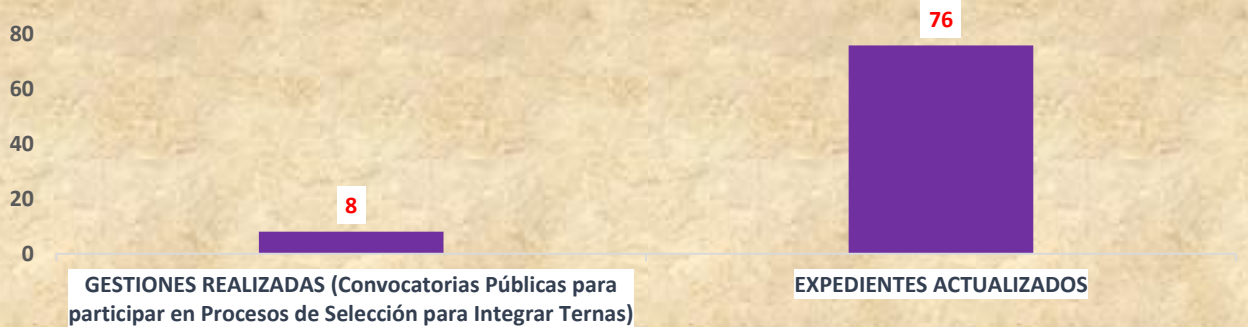 80
60
40
20
0
8
76
GESTIONES REALIZADAS (Convocatorias Públicas para
participar en Procesos de Selección para Integrar Ternas)
EXPEDIENTES ACTUALIZADOS